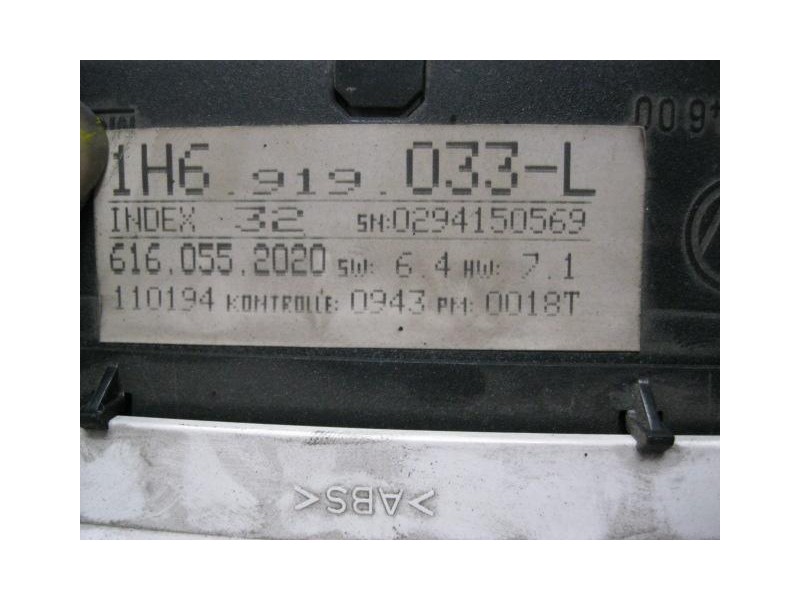 009
1H6.919.033-L
INDEX 32 SN:0294150569
616.055.2020 SW: 6.4 HW: 7.1
110194 KONTROLLE: 0943 PM: 0018T
>ABS<